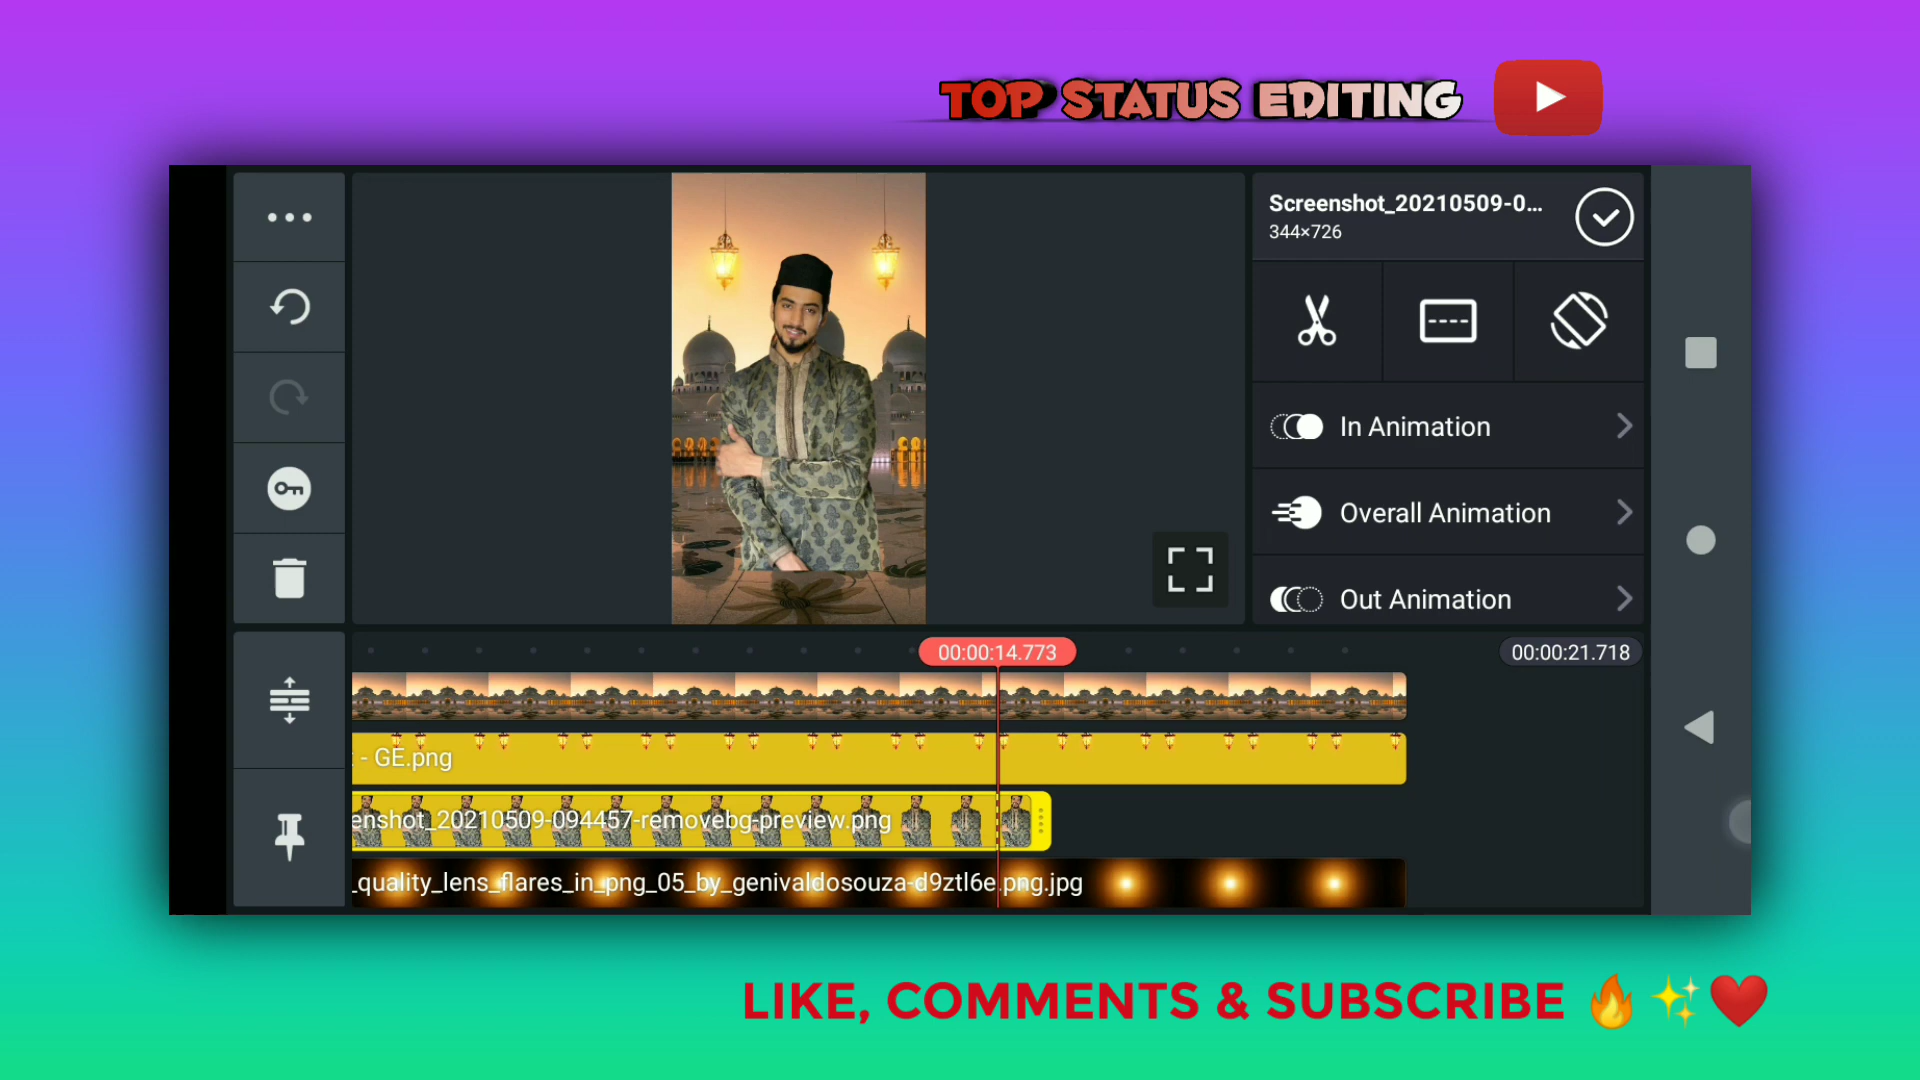 TOP STATUS EDITING
Screenshot_20210509-0...
344×726
In Animation
Overall Animation
Out Animation
00:00:14.773
00:00:21.718
- GE.png
enshot_20210509-094457-removebg-preview.png
_quality_lens_flares_in_png_05_by_genivaldosouza-d9ztl6e.png.jpg
LIKE, COMMENTS & SUBSCRIBE 🔥✨❤️